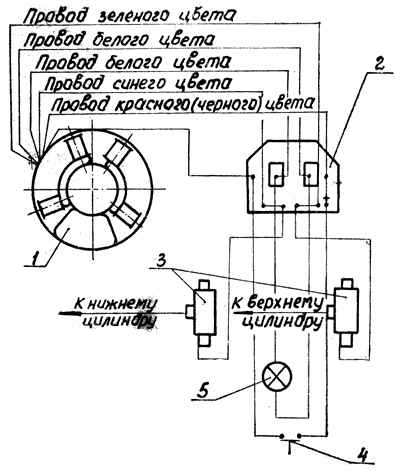 Провод зеленого цвета
Провод белого цвета
Провод белого цвета
Провод синего цвета
Провод красного(черного) цвета
2
1
3
К нижнему
цилиндру
К верхнему
цилиндру
5
4